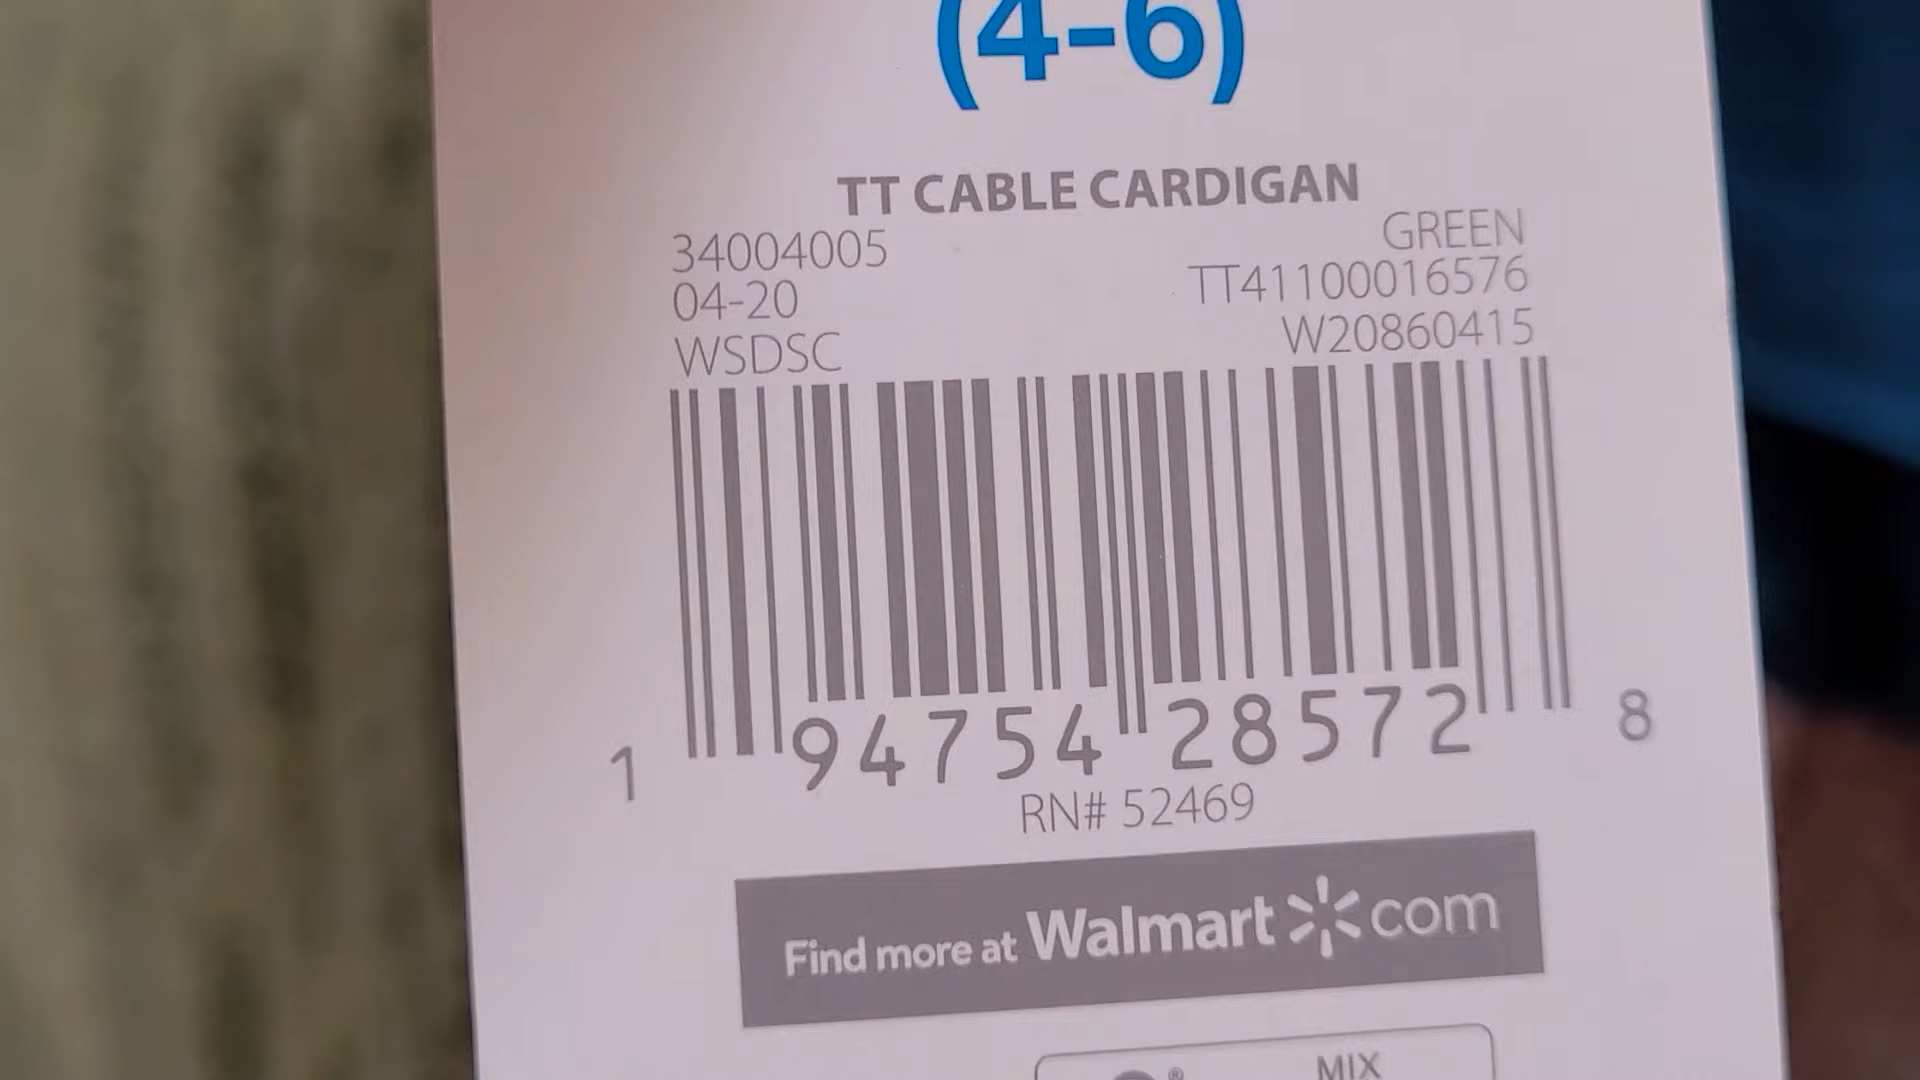 (4-6)
TT CABLE CARDIGAN
34004005 GREEN
04-20 TT41100016576
WSDSC W20860415
1 94754 28572 8
RN# 52469
Find more at Walmart com
® MIX